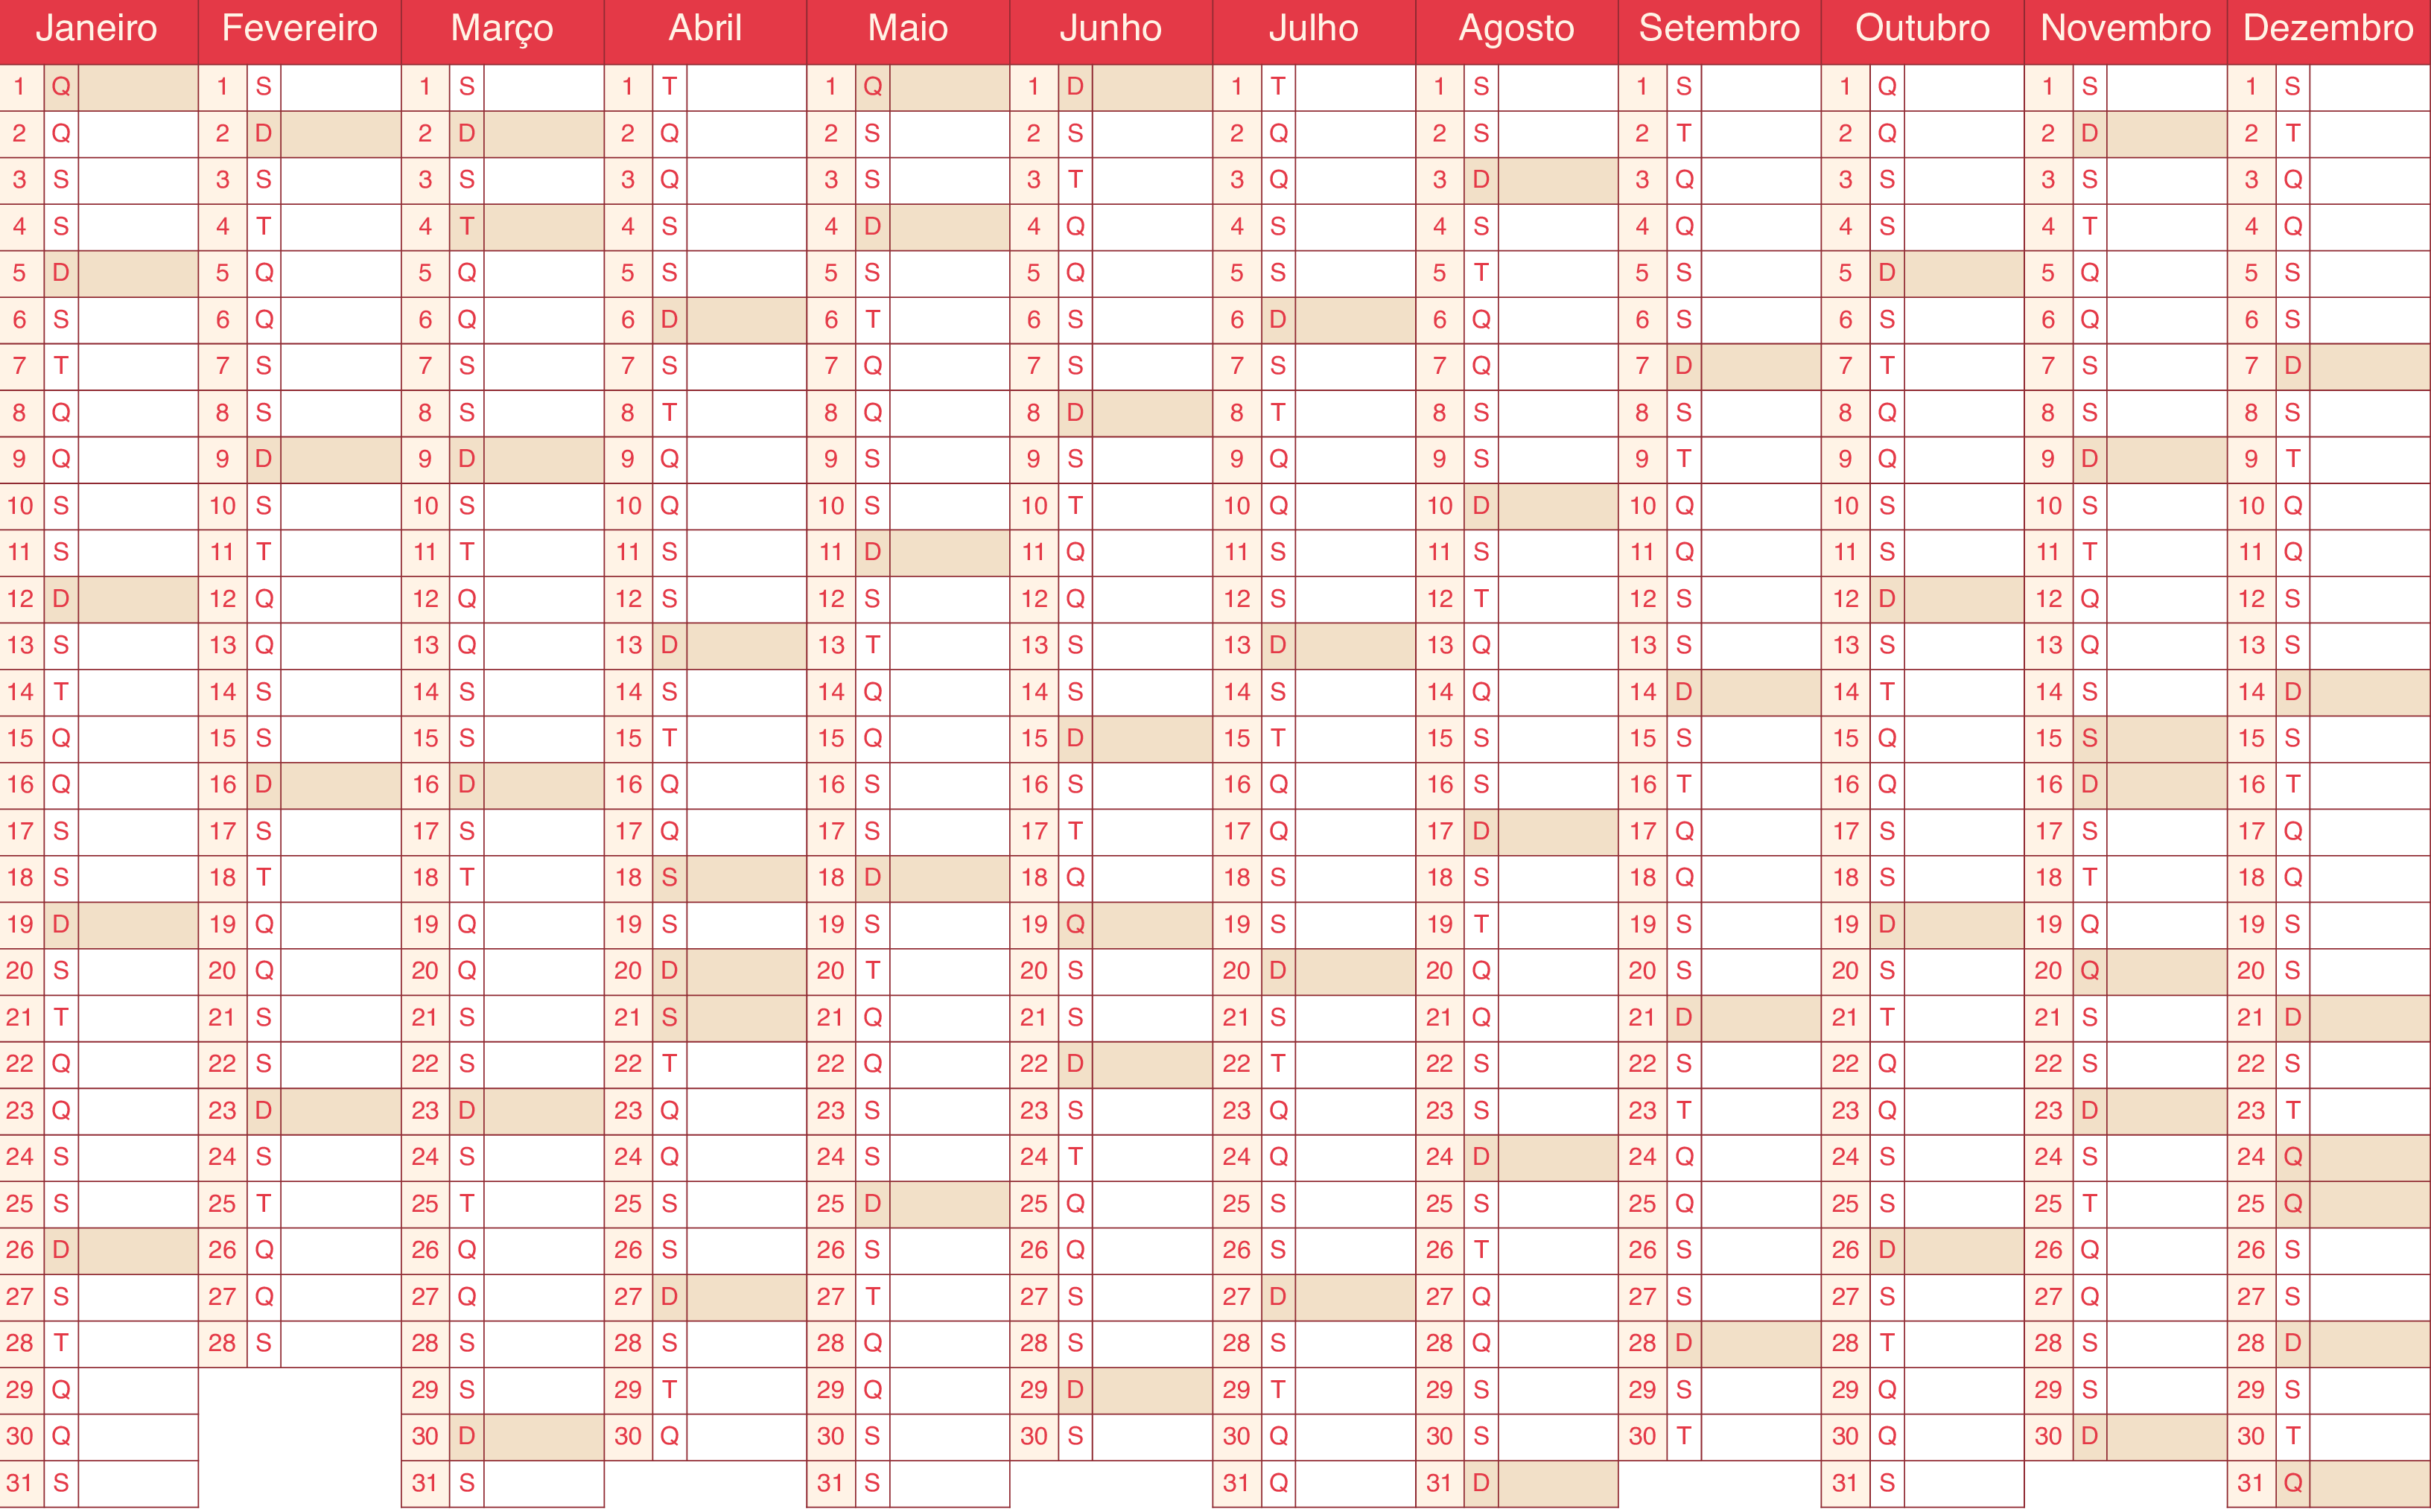 Janeiro Fevereiro Março Abril Maio Junho Julho Agosto Setembro Outubro Novembro Dezembro
1 Q 1 S 1 S 1 T 1 Q 1 D 1 T 1 S 1 S 1 Q 1 S 1 S
2 Q 2 D 2 D 2 Q 2 S 2 S 2 Q 2 S 2 T 2 Q 2 D 2 T
3 S 3 S 3 S 3 Q 3 S 3 T 3 Q 3 D 3 Q 3 S 3 S 3 Q
4 S 4 T 4 T 4 S 4 D 4 Q 4 S 4 S 4 Q 4 S 4 T 4 Q
5 D 5 Q 5 Q 5 S 5 S 5 Q 5 S 5 T 5 S 5 D 5 Q 5 S
6 S 6 Q 6 Q 6 D 6 T 6 S 6 D 6 Q 6 S 6 S 6 Q 6 S
7 T 7 S 7 S 7 S 7 Q 7 S 7 S 7 Q 7 D 7 T 7 S 7 D
8 Q 8 S 8 S 8 T 8 Q 8 D 8 T 8 S 8 S 8 Q 8 S 8 S
9 Q 9 D 9 D 9 Q 9 S 9 S 9 Q 9 S 9 T 9 Q 9 D 9 T
10 S 10 S 10 S 10 Q 10 S 10 T 10 Q 10 D 10 Q 10 S 10 S 10 Q
11 S 11 T 11 T 11 S 11 D 11 Q 11 S 11 S 11 Q 11 S 11 T 11 Q
12 D 12 Q 12 Q 12 S 12 S 12 Q 12 S 12 T 12 S 12 D 12 Q 12 S
13 S 13 Q 13 Q 13 D 13 T 13 S 13 D 13 Q 13 S 13 S 13 Q 13 S
14 T 14 S 14 S 14 S 14 Q 14 S 14 S 14 Q 14 D 14 T 14 S 14 D
15 Q 15 S 15 S 15 T 15 Q 15 D 15 T 15 S 15 S 15 Q 15 S 15 S
16 Q 16 D 16 D 16 Q 16 S 16 S 16 Q 16 S 16 T 16 Q 16 D 16 T
17 S 17 S 17 S 17 Q 17 S 17 T 17 Q 17 D 17 Q 17 S 17 S 17 Q
18 S 18 T 18 T 18 S 18 D 18 Q 18 S 18 S 18 Q 18 S 18 T 18 Q
19 D 19 Q 19 Q 19 S 19 S 19 Q 19 S 19 T 19 S 19 D 19 Q 19 S
20 S 20 Q 20 Q 20 D 20 T 20 S 20 D 20 Q 20 S 20 S 20 Q 20 S
21 T 21 S 21 S 21 S 21 Q 21 S 21 S 21 Q 21 D 21 T 21 S 21 D
22 Q 22 S 22 S 22 T 22 Q 22 D 22 T 22 S 22 S 22 Q 22 S 22 S
23 Q 23 D 23 D 23 Q 23 S 23 S 23 Q 23 S 23 T 23 Q 23 D 23 T
24 S 24 S 24 S 24 Q 24 S 24 T 24 Q 24 D 24 Q 24 S 24 S 24 Q
25 S 25 T 25 T 25 S 25 D 25 Q 25 S 25 S 25 Q 25 S 25 T 25 Q
26 D 26 Q 26 Q 26 S 26 S 26 Q 26 S 26 T 26 S 26 D 26 Q 26 S
27 S 27 Q 27 Q 27 D 27 T 27 S 27 D 27 Q 27 S 27 S 27 Q 27 S
28 T 28 S 28 S 28 S 28 Q 28 S 28 S 28 Q 28 D 28 T 28 S 28 D
29 Q 29 S 29 T 29 Q 29 D 29 T 29 S 29 S 29 Q 29 S 29 S
30 Q 30 D 30 Q 30 S 30 S 30 Q 30 S 30 T 30 Q 30 D 30 T
31 S 31 S 31 S 31 Q 31 D 31 S 31 Q